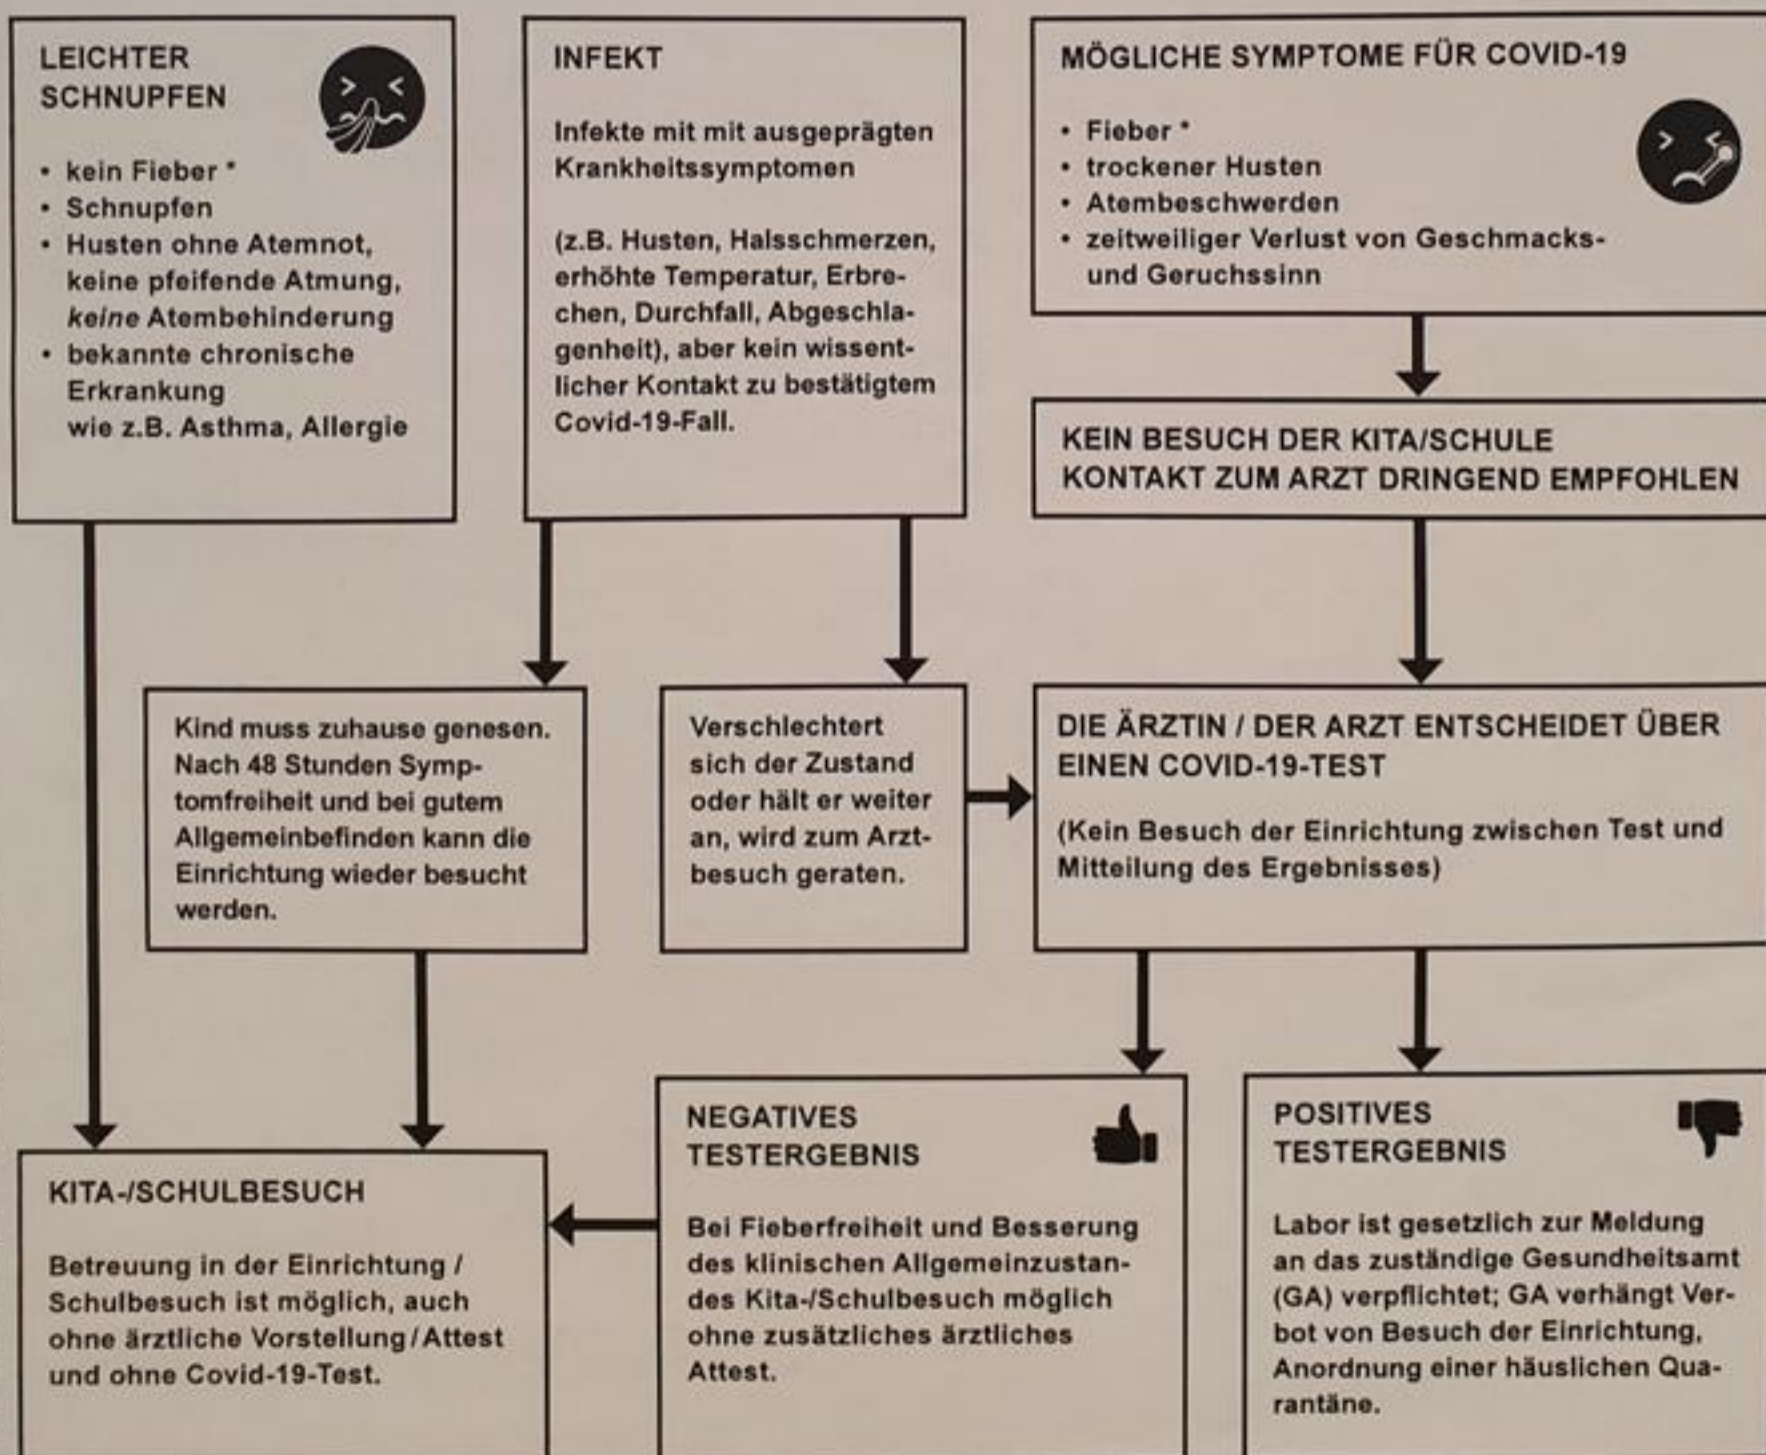 LEICHTER
SCHNUPFEN
• kein Fieber *
• Schnupfen
• Husten ohne Atemnot,
keine pfeifende Atmung,
keine Atembehinderung
• bekannte chronische
Erkrankung
wie z.B. Asthma, Allergie
INFEKT
Infekte mit mit ausgeprägten
Krankheitssymptomen
(z.B. Husten, Halsschmerzen,
erhöhte Temperatur, Erbre-
chen, Durchfall, Abgeschla-
genheit), aber kein wissent-
licher Kontakt zu bestätigtem
Covid-19-Fall.
MÖGLICHE SYMPTOME FÜR COVID-19
• Fieber *
• trockener Husten
• Atembeschwerden
• zeitweiliger Verlust von Geschmacks-
und Geruchssinn
KEIN BESUCH DER KITA/SCHULE
KONTAKT ZUM ARZT DRINGEND EMPFOHLEN
Kind muss zuhause genesen.
Nach 48 Stunden Symp-
tomfreiheit und bei gutem
Allgemeinbefinden kann die
Einrichtung wieder besucht
werden.
Verschlechtert
sich der Zustand
oder hält er weiter
an, wird zum Arzt-
besuch geraten.
DIE ÄRZTIN / DER ARZT ENTSCHEIDET ÜBER
EINEN COVID-19-TEST
(Kein Besuch der Einrichtung zwischen Test und
Mitteilung des Ergebnisses)
KITA-/SCHULBESUCH
Betreuung in der Einrichtung /
Schulbesuch ist möglich, auch
ohne ärztliche Vorstellung / Attest
und ohne Covid-19-Test.
NEGATIVES
TESTERGEBNIS
Bei Fieberfreiheit und Besserung
des klinischen Allgemeinzustan-
des Kita-/Schulbesuch möglich
ohne zusätzliches ärztliches
Attest.
POSITIVES
TESTERGEBNIS
Labor ist gesetzlich zur Meldung
an das zuständige Gesundheitsamt
(GA) verpflichtet; GA verhängt Ver-
bot von Besuch der Einrichtung,
Anordnung einer häuslichen Qua-
rantäne.